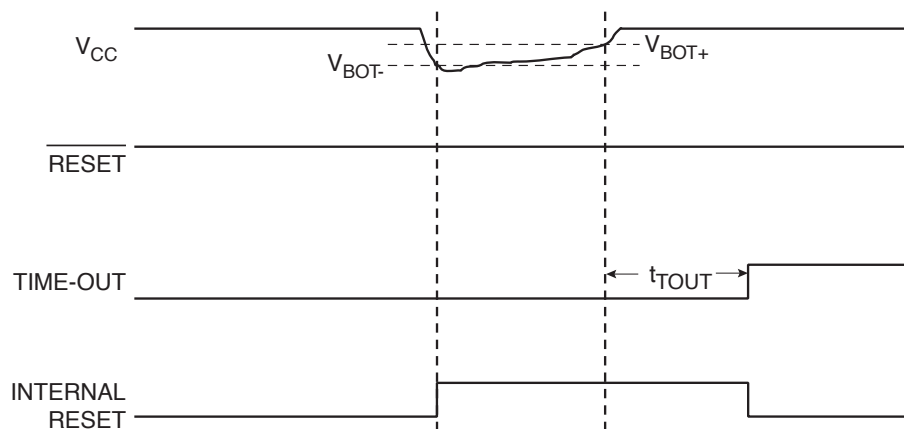 V_CC
V_BOT-
V_BOT+
RESET
TIME-OUT
t_TOUT
INTERNAL
RESET